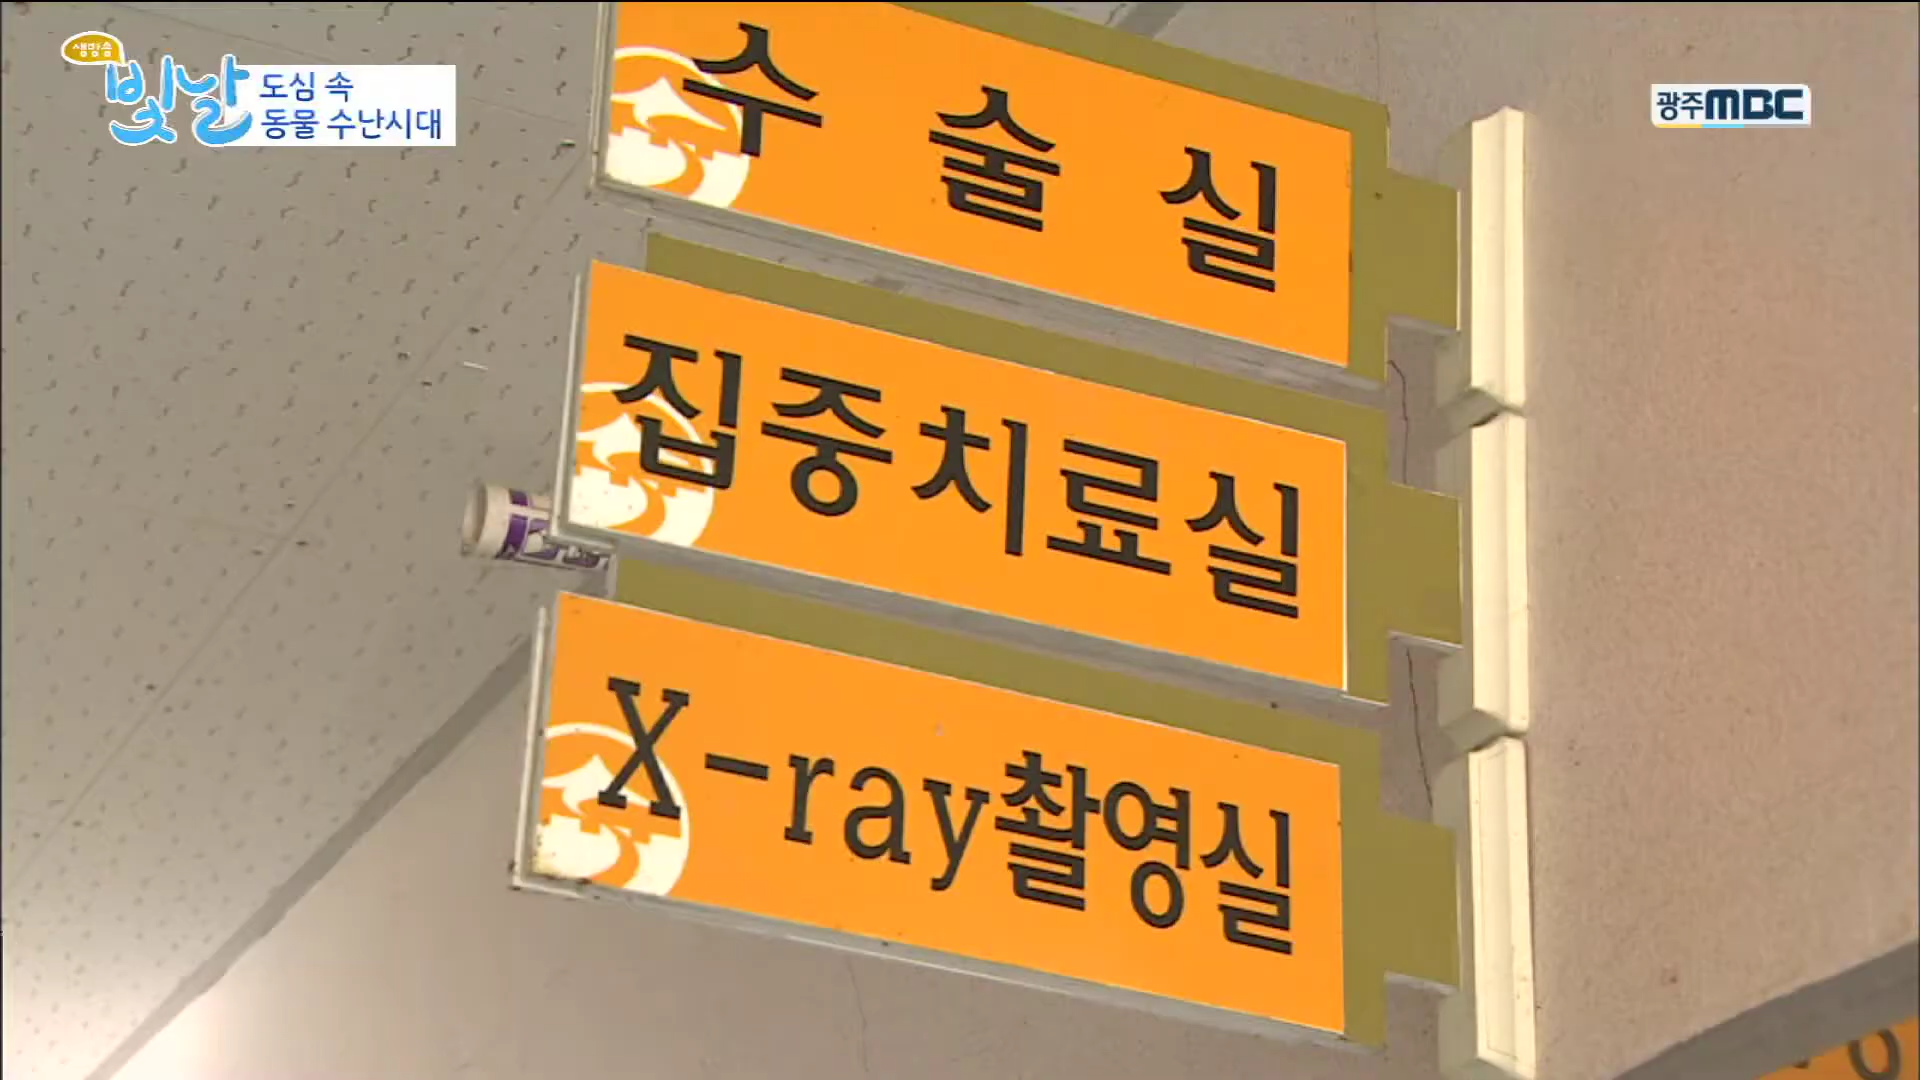 생방송
빛날
도심 속
동물 수난시대
광주MBC
수 술 실
집중치료실
X-ray촬영실